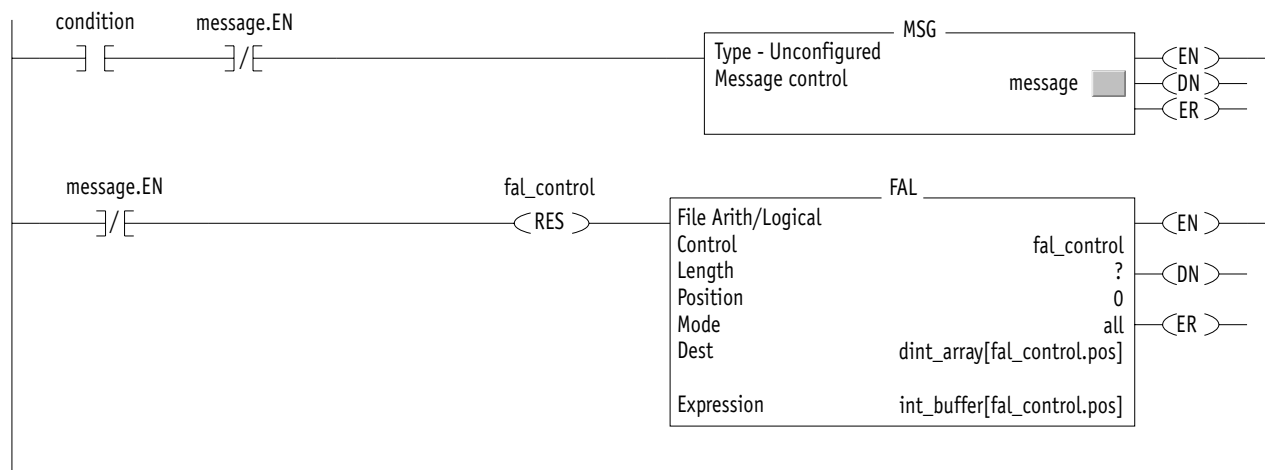 condition message.EN
MSG
Type - Unconfigured
Message control message
EN
DN
ER
message.EN fal_control
RES
FAL
File Arith/Logical
Control fal_control
Length ?
Position 0
Mode all
Dest dint_array[fal_control.pos]
Expression int_buffer[fal_control.pos]
EN
DN
ER